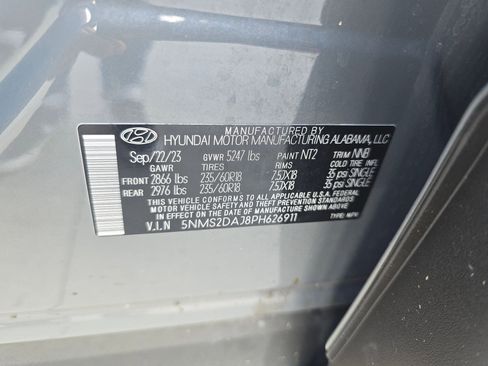 MANUFACTURED BY
HYUNDAI MOTOR MANUFACTURING ALABAMA, LLC
Sep/22/23 GVWR 5247 lbs PAINT NT2 TRIM NNB
GAWR TIRES RIMS COLD TIRE INFL.
FRONT 2866 lbs 235/60R18 7.5JX18 35 psi SINGLE
REAR 2976 lbs 235/60R18 7.5JX18 35 psi SINGLE
THIS VEHICLE CONFORMS TO ALL APPLICABLE U.S.A. FEDERAL
MOTOR VEHICLE SAFETY AND THEFT PREVENTION STANDARDS
IN EFFECT ON THE DATE OF MANUFACTURE SHOWN ABOVE
V.I.N 5NMS2DAJ8PH626911 TYPE: MPV